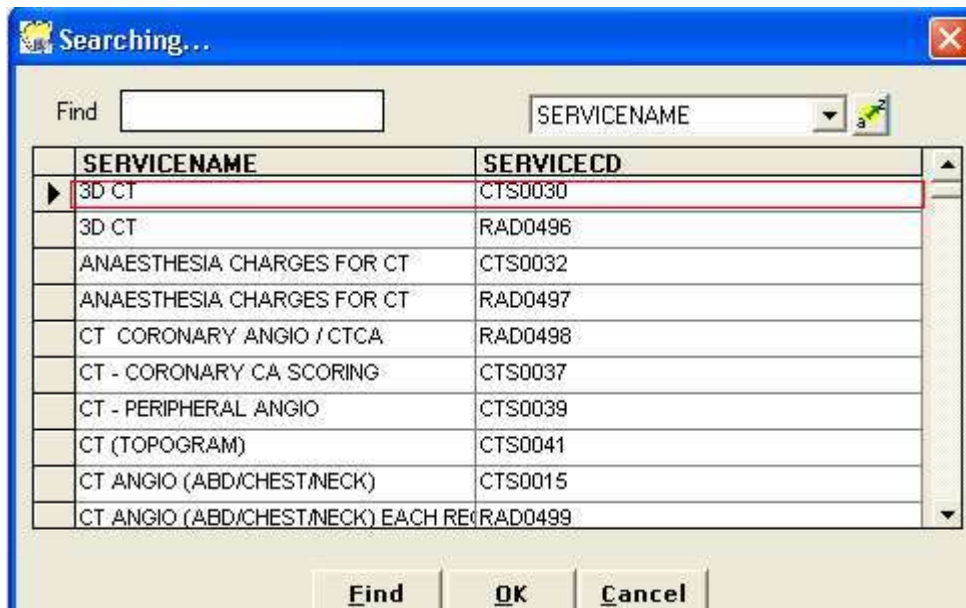 Searching...
Find SERVICENAME
SERVICENAME SERVICECD
3D CT CTS0030
3D CT RAD0496
ANAESTHESIA CHARGES FOR CT CTS0032
ANAESTHESIA CHARGES FOR CT RAD0497
CT  CORONARY ANGIO / CTCA RAD0498
CT - CORONARY CA SCORING CTS0037
CT - PERIPHERAL ANGIO CTS0039
CT (TOPOGRAM) CTS0041
CT ANGIO (ABD/CHEST/NECK) CTS0015
CT ANGIO (ABD/CHEST/NECK) EACH RE RAD0499
Find OK Cancel